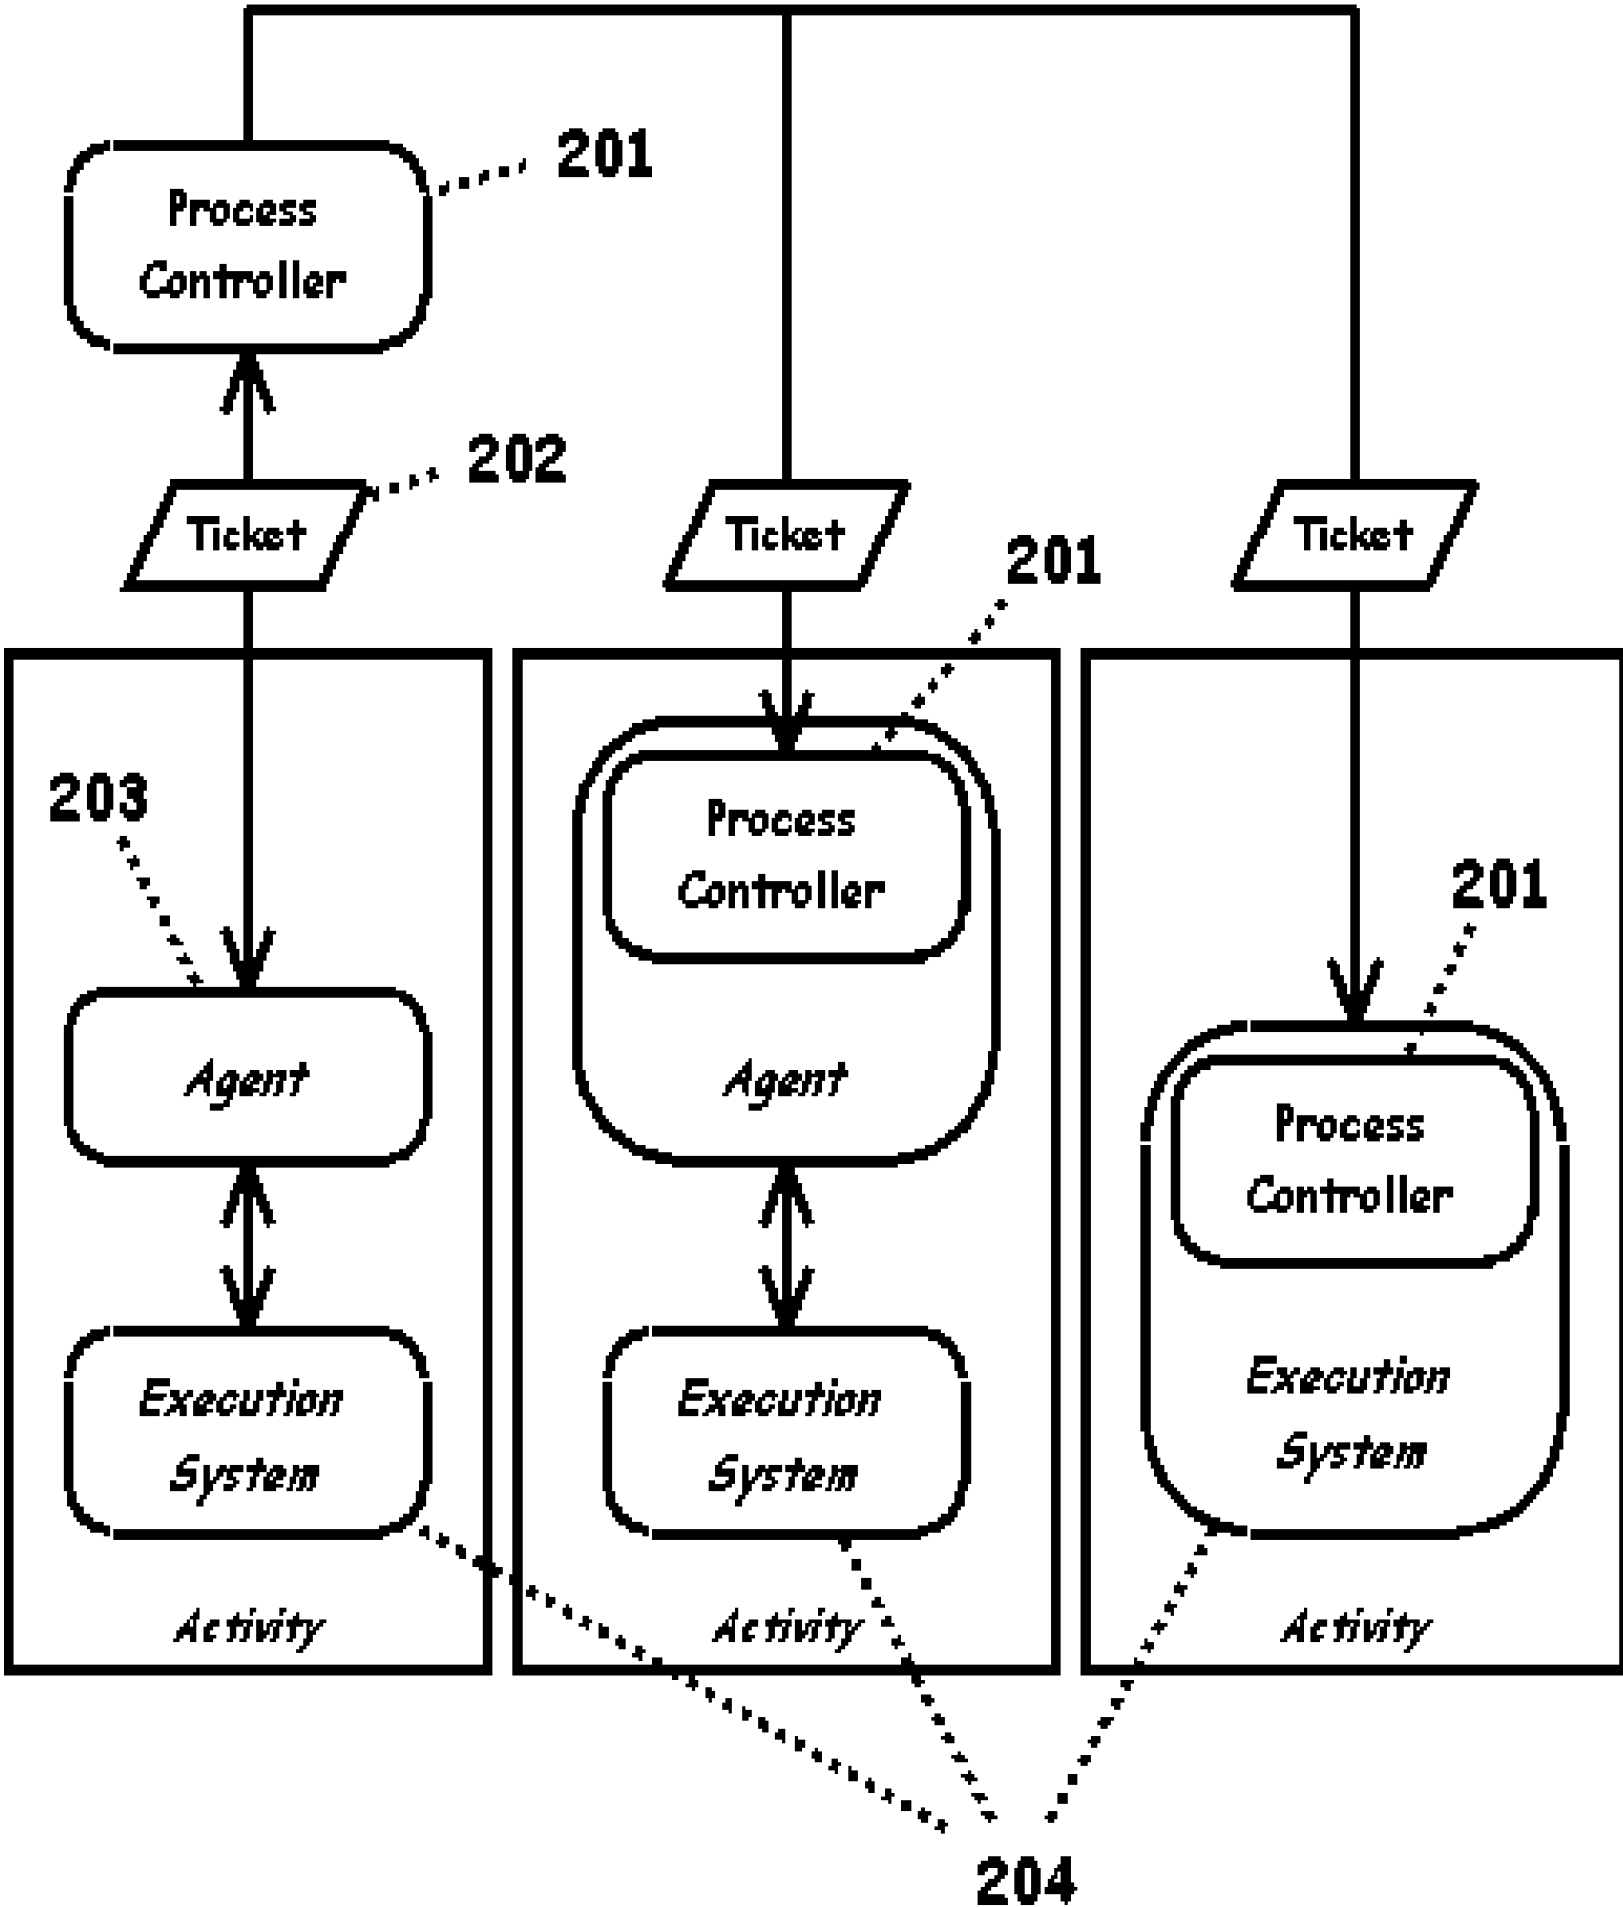 201
Process
Controller
202
Ticket
Ticket
Ticket
201
203
Process
Controller
201
Agent
Agent
Process
Controller
Execution
System
Execution
System
Execution
System
Activity
Activity
Activity
204